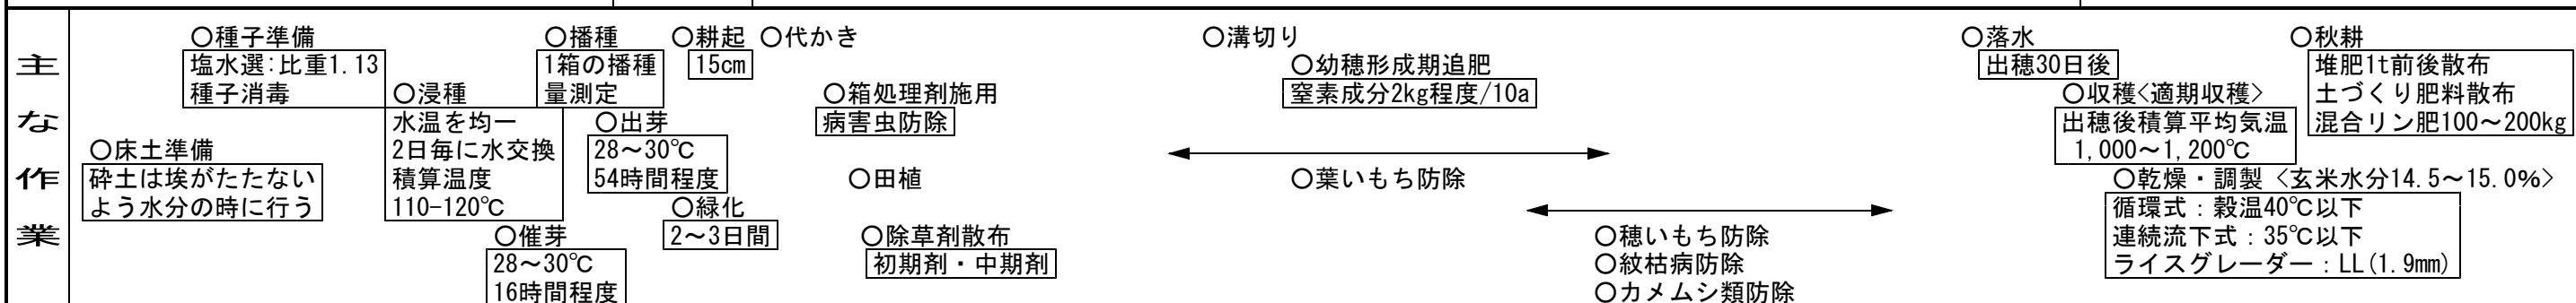 主な作業
○床土準備
砕土は埃がたたない
よう水分の時に行う
○種子準備
塩水選:比重1.13
種子消毒
○浸種
水温を均一
2日毎に水交換
積算温度
110-120℃
○催芽
28～30℃
16時間程度
○播種
1箱の播種
量測定
○出芽
28～30℃
54時間程度
○耕起
15cm
○緑化
2～3日間
○代かき
○箱処理剤施用
病害虫防除
○田植
○除草剤散布
初期剤・中期剤
○溝切り
○幼穂形成期追肥
窒素成分2kg程度/10a
○葉いもち防除
○穂いもち防除
○紋枯病防除
○カメムシ類防除
○落水
出穂30日後
○収穫<適期収穫>
出穂後積算平均気温
1,000～1,200℃
○乾燥・調製 <玄米水分14.5～15.0%>
循環式：穀温40℃以下
連続流下式：35℃以下
ライスグレーダー：LL(1.9mm)
○秋耕
堆肥1t前後散布
土づくり肥料散布
混合リン肥100～200kg